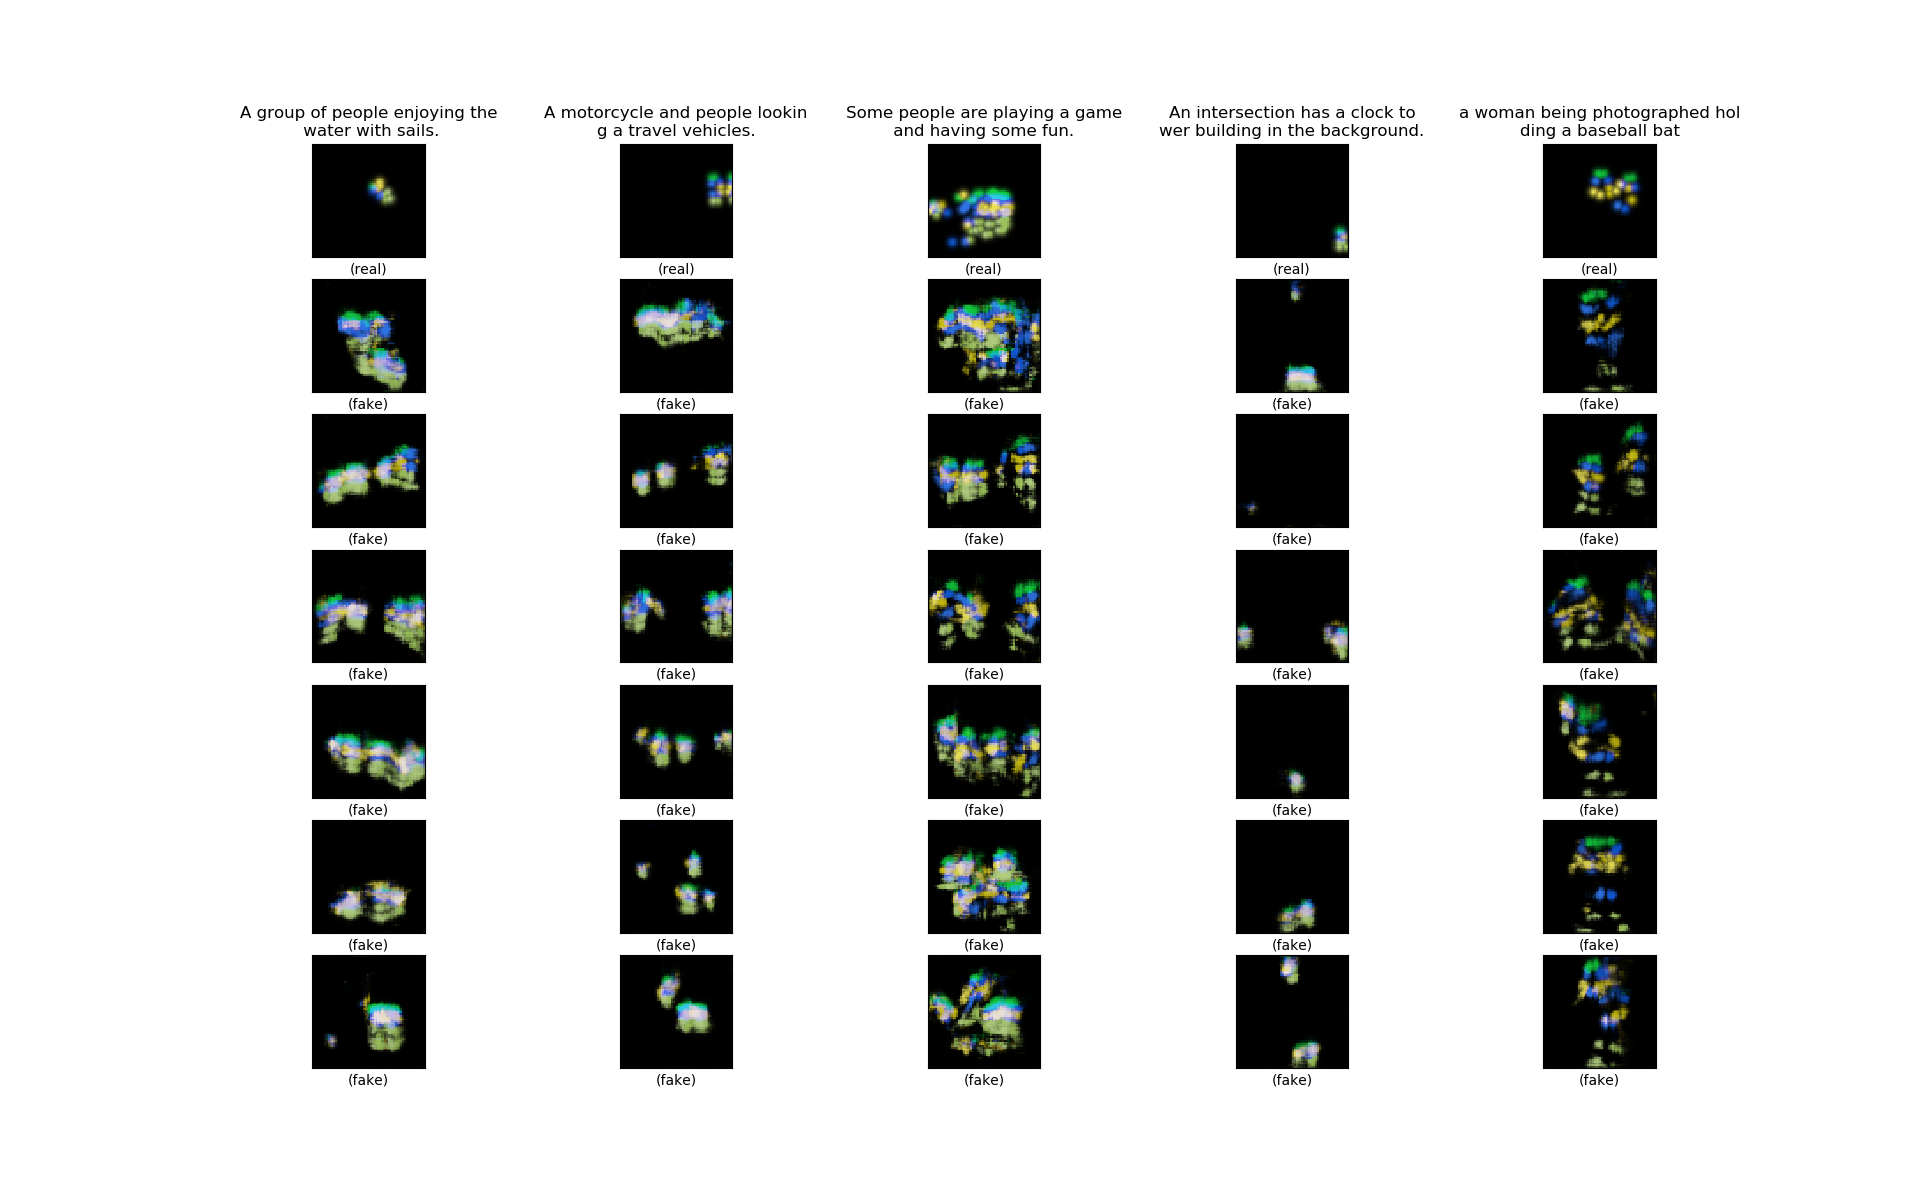 A group of people enjoying the
water with sails.
A motorcycle and people lookin
g a travel vehicles.
Some people are playing a game
and having some fun.
An intersection has a clock to
wer building in the background.
a woman being photographed hol
ding a baseball bat
(real) (real) (real) (real) (real)
(fake) (fake) (fake) (fake) (fake)
(fake) (fake) (fake) (fake) (fake)
(fake) (fake) (fake) (fake) (fake)
(fake) (fake) (fake) (fake) (fake)
(fake) (fake) (fake) (fake) (fake)
(fake) (fake) (fake) (fake) (fake)